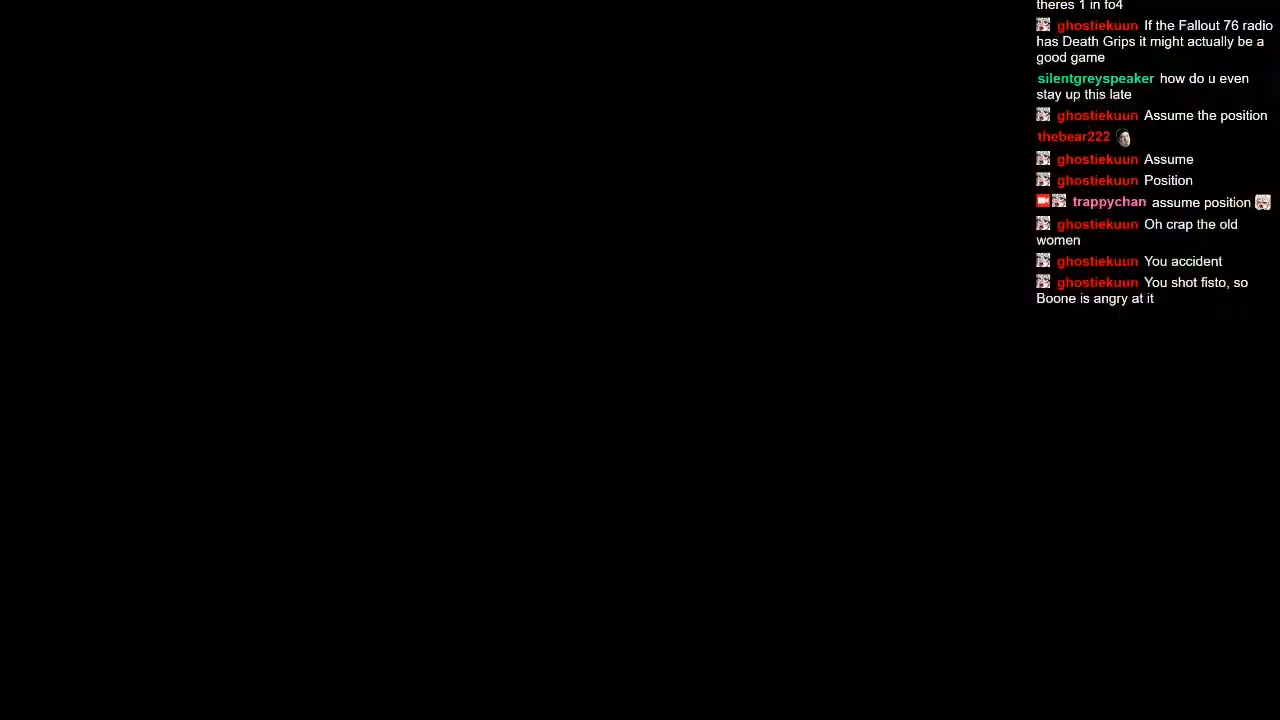 theres 1 in fo4
ghostiekuun If the Fallout 76 radio
has Death Grips it might actually be a
good game
silentgreyspeaker how do u even
stay up this late
ghostiekuun Assume the position
thebear222
ghostiekuun Assume
ghostiekuun Position
trappychan assume position
ghostiekuun Oh crap the old
women
ghostiekuun You accident
ghostiekuun You shot fisto, so
Boone is angry at it